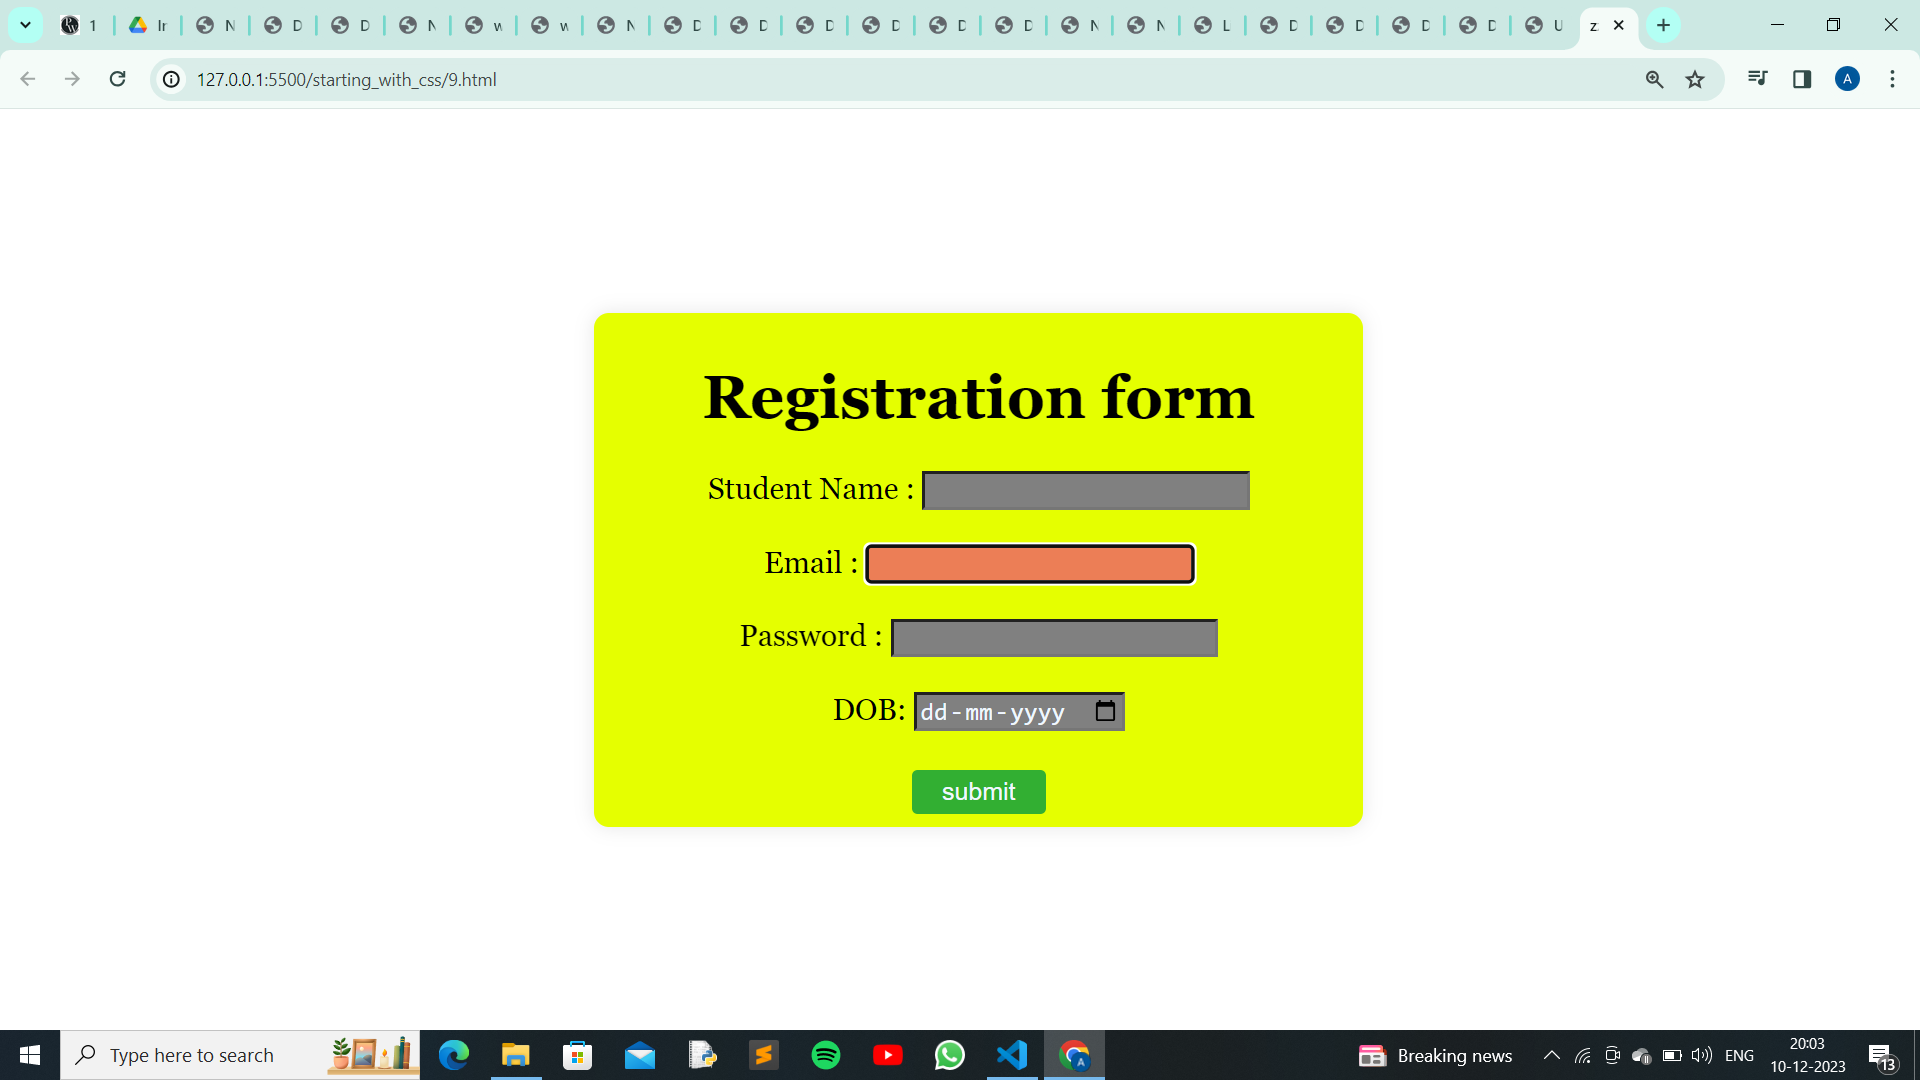 1 In N D D N w w N D D D D D D N N L D D D D U z
127.0.0.1:5500/starting_with_css/9.html
A
Registration form
Student Name :
Email :
Password :
DOB: dd-mm-yyyy
submit
Type here to search
Breaking news
ENG
20:03
10-12-2023
13